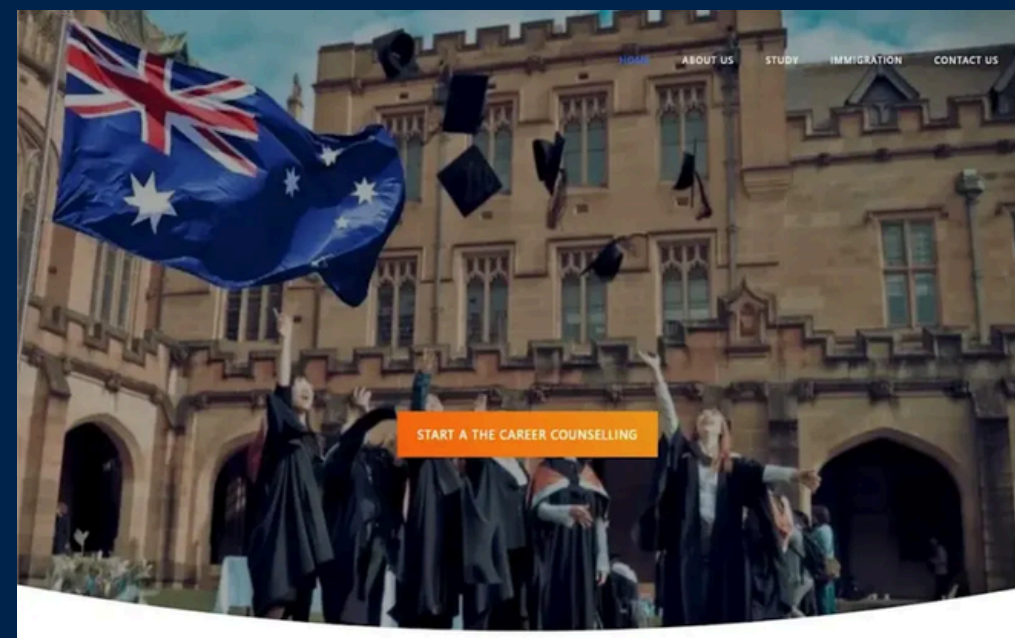 HOME ABOUT US STUDY IMMIGRATION CONTACT US
START A THE CAREER COUNSELLING